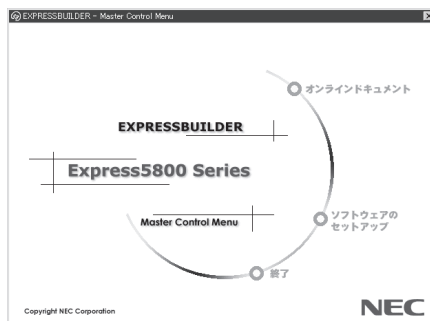 EXPRESSBUILDER - Master Control Menu
オンラインドキュメント
EXPRESSBUILDER
Express5800 Series
ソフトウェアの
セットアップ
Master Control Menu
終了
Copyright NEC Corporation
NEC